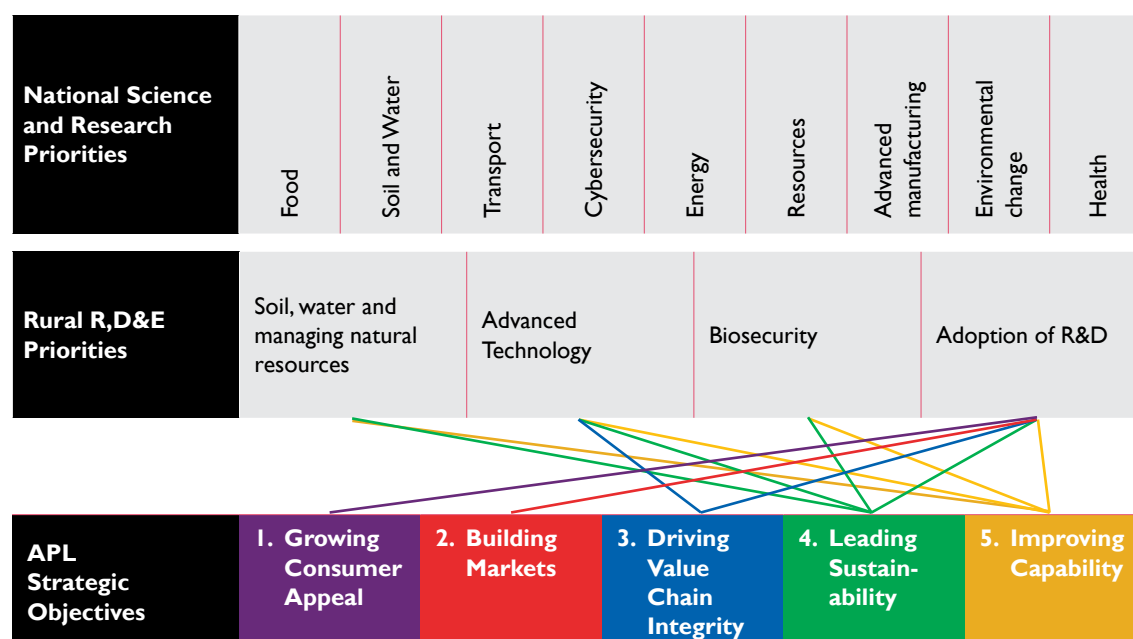 National Science
and Research
Priorities
Food
Soil and Water
Transport
Cybersecurity
Energy
Resources
Advanced
manufacturing
Environmental
change
Health
Rural R,D&E
Priorities
Soil, water and
managing natural
resources
Advanced
Technology
Biosecurity
Adoption of R&D
APL
Strategic
Objectives
1. Growing
Consumer
Appeal
2. Building
Markets
3. Driving
Value
Chain
Integrity
4. Leading
Sustain-
ability
5. Improving
Capability